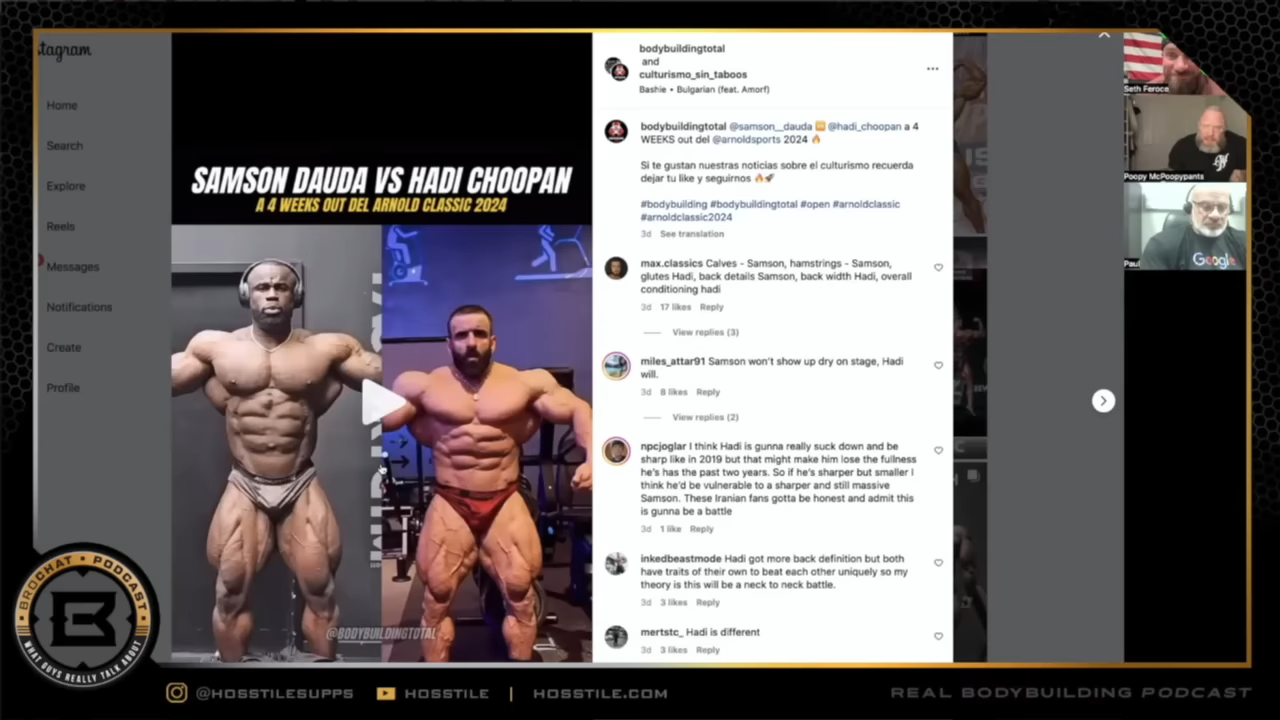 stagram
Home
Search
Explore
Reels
Messages
Notifications
Create
Profile
SAMSON DAUDA VS HADI CHOOPAN
A 4 WEEKS OUT DEL ARNOLD CLASSIC 2024
@BODYBUILDINGTOTAL
bodybuildingtotal
and
culturismo_sin_taboos
Bashie • Bulgarian (feat. Amorf)
bodybuildingtotal @samson__dauda 🆚 @hadi_choopan a 4
WEEKS out del @arnoldsports 2024 🔥
Si te gustan nuestras noticias sobre el culturismo recuerda
dejar tu like y seguirnos 🔥🚀
#bodybuilding #bodybuildingtotal #open #arnoldclassic
#arnoldclassic2024
3d See translation
max.classics Calves - Samson, hamstrings - Samson,
glutes Hadi, back details Samson, back width Hadi, overall
conditioning hadi
3d 17 likes Reply
View replies (3)
miles_attar91 Samson won't show up dry on stage, Hadi
will.
3d 8 likes Reply
View replies (2)
npcjoglar I think Hadi is gunna really suck down and be
sharp like in 2019 but that might make him lose the fullness
he's has the past two years. So if he's sharper but smaller I
think he'd be vulnerable to a sharper and still massive
Samson. These Iranian fans gotta be honest and admit this
is gunna be a battle
3d 1 like Reply
inkedbeastmode Hadi got more back definition but both
have traits of their own to beat each other uniquely so my
theory is this will be a neck to neck battle.
3d 3 likes Reply
mertstc_ Hadi is different
3d 3 likes Reply
Seth Feroce
Poopy McPoopypants
Paul
Google
BROCHAT • PODCAST
WHAT GUYS REALLY TALK ABOUT
@HOSSTILESUPPS HOSSTILE | HOSSTILE.COM
REAL BODYBUILDING PODCAST